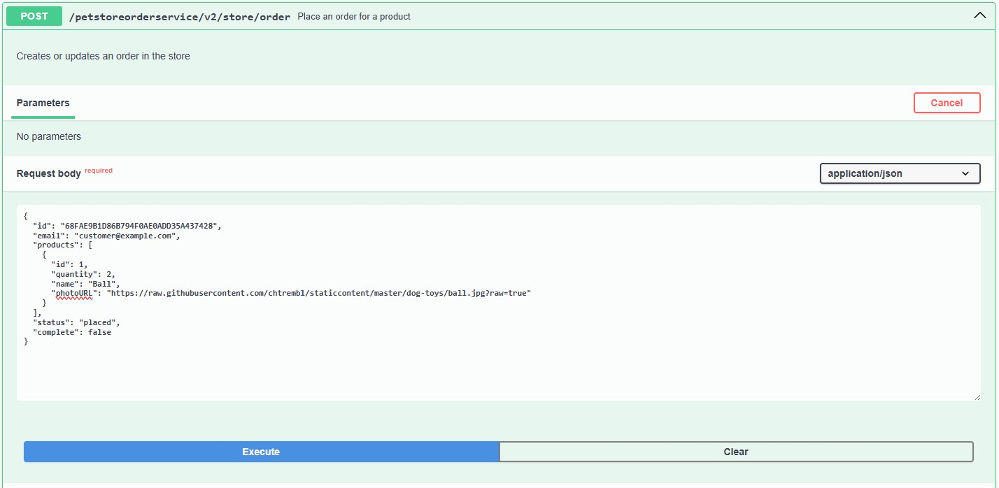 POST /petstoreorderservice/v2/store/order Place an order for a product
Creates or updates an order in the store
Parameters
Cancel
No parameters
Request body required
application/json
{
  "id": "68FAE9B1D86B794F0AE0ADD35A437428",
  "email": "customer@example.com",
  "products": [
    {
      "id": 1,
      "quantity": 2,
      "name": "Ball",
      "photoURL": "https://raw.githubusercontent.com/chtrembl/staticcontent/master/dog-toys/ball.jpg?raw=true"
    }
  ],
  "status": "placed",
  "complete": false
}
Execute
Clear